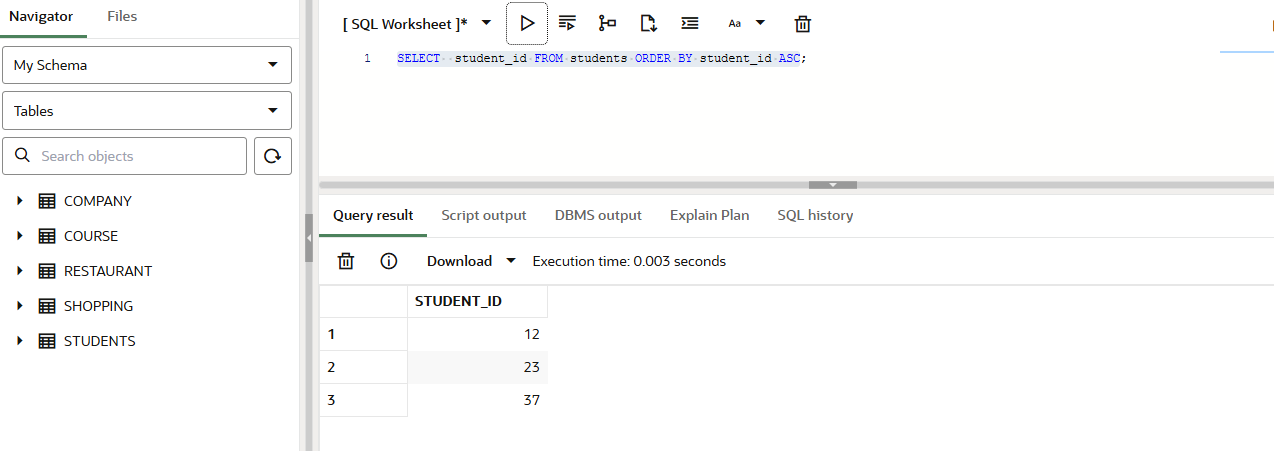 Navigator Files
My Schema
Tables
Search objects
COMPANY
COURSE
RESTAURANT
SHOPPING
STUDENTS
[ SQL Worksheet ]* Aa
1 SELECT  student_id FROM students ORDER BY student_id ASC;
Query result Script output DBMS output Explain Plan SQL history
Download Execution time: 0.003 seconds
STUDENT_ID
1 12
2 23
3 37